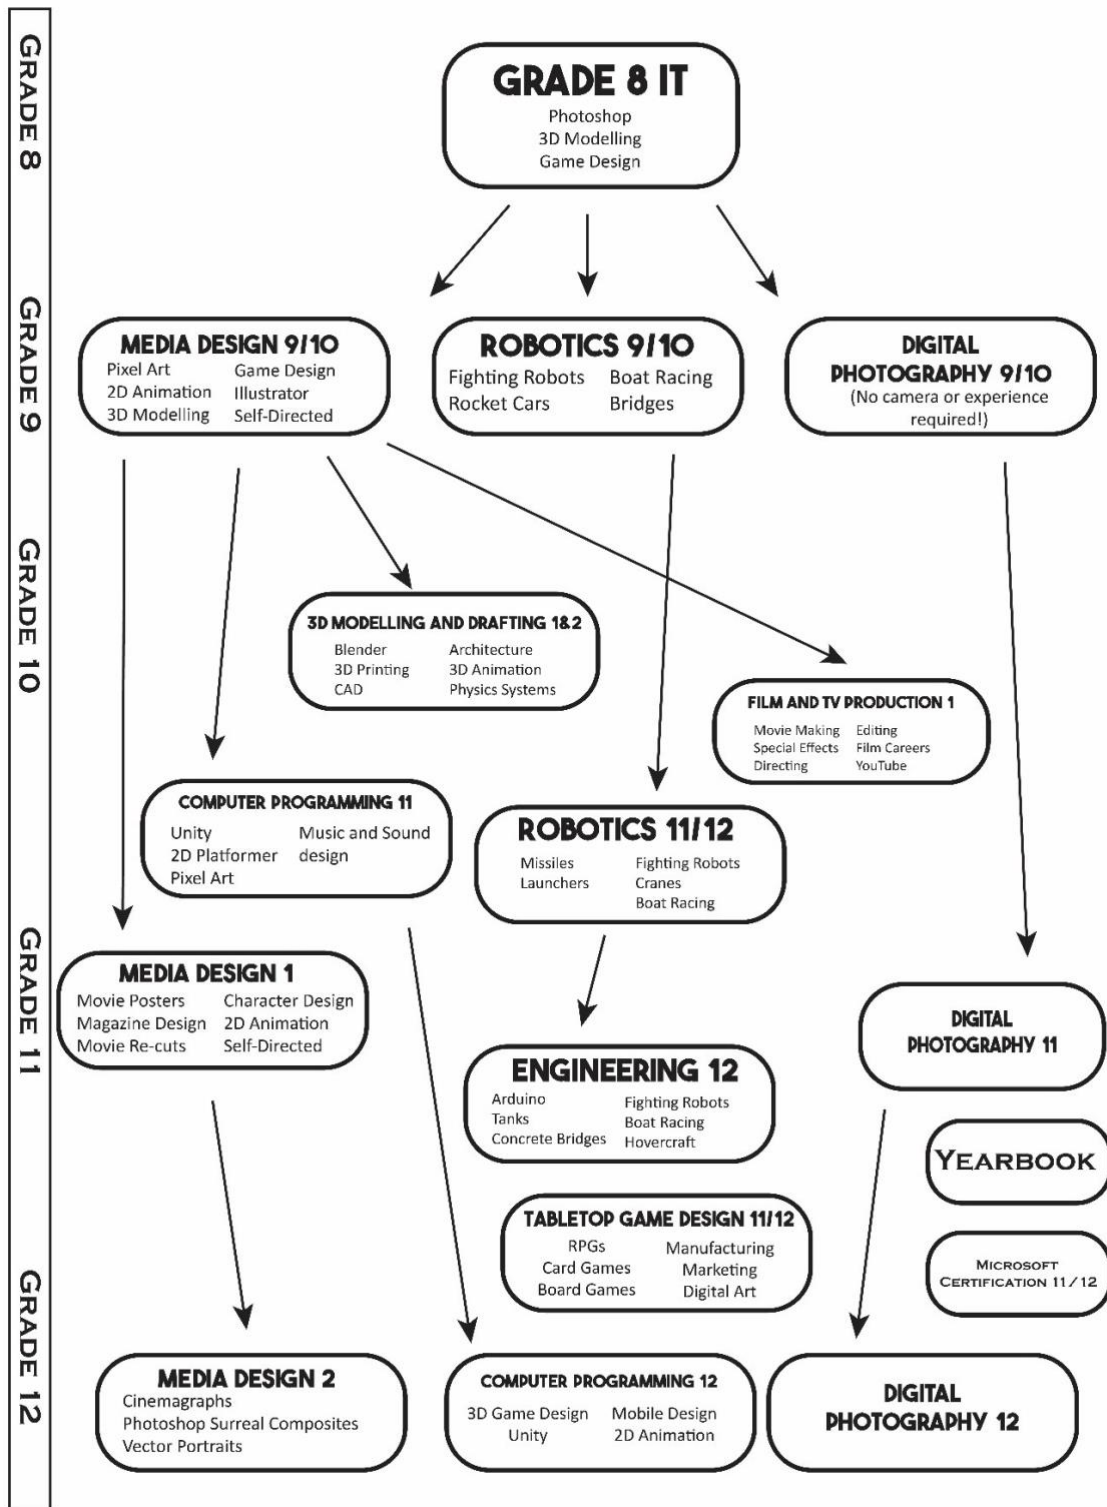 GRADE 8
GRADE 9
GRADE 10
GRADE 11
GRADE 12
GRADE 8 IT
Photoshop
3D Modelling
Game Design
MEDIA DESIGN 9/10
Pixel Art
2D Animation
3D Modelling
Game Design
Illustrator
Self-Directed
ROBOTICS 9/10
Fighting Robots
Rocket Cars
Boat Racing
Bridges
DIGITAL
PHOTOGRAPHY 9/10
(No camera or experience
required!)
3D MODELLING AND DRAFTING 1&2
Blender
3D Printing
CAD
Architecture
3D Animation
Physics Systems
FILM AND TV PRODUCTION 1
Movie Making
Special Effects
Directing
Editing
Film Careers
YouTube
COMPUTER PROGRAMMING 11
Unity
2D Platformer
Pixel Art
Music and Sound
design
ROBOTICS 11/12
Missiles
Launchers
Fighting Robots
Cranes
Boat Racing
MEDIA DESIGN 1
Movie Posters
Magazine Design
Movie Re-cuts
Character Design
2D Animation
Self-Directed
DIGITAL
PHOTOGRAPHY 11
ENGINEERING 12
Arduino
Tanks
Concrete Bridges
Fighting Robots
Boat Racing
Hovercraft
YEARBOOK
TABLETOP GAME DESIGN 11/12
RPGs
Card Games
Board Games
Manufacturing
Marketing
Digital Art
MICROSOFT
CERTIFICATION 11/12
MEDIA DESIGN 2
Cinemagraphs
Photoshop Surreal Composites
Vector Portraits
COMPUTER PROGRAMMING 12
3D Game Design
Unity
Mobile Design
2D Animation
DIGITAL
PHOTOGRAPHY 12